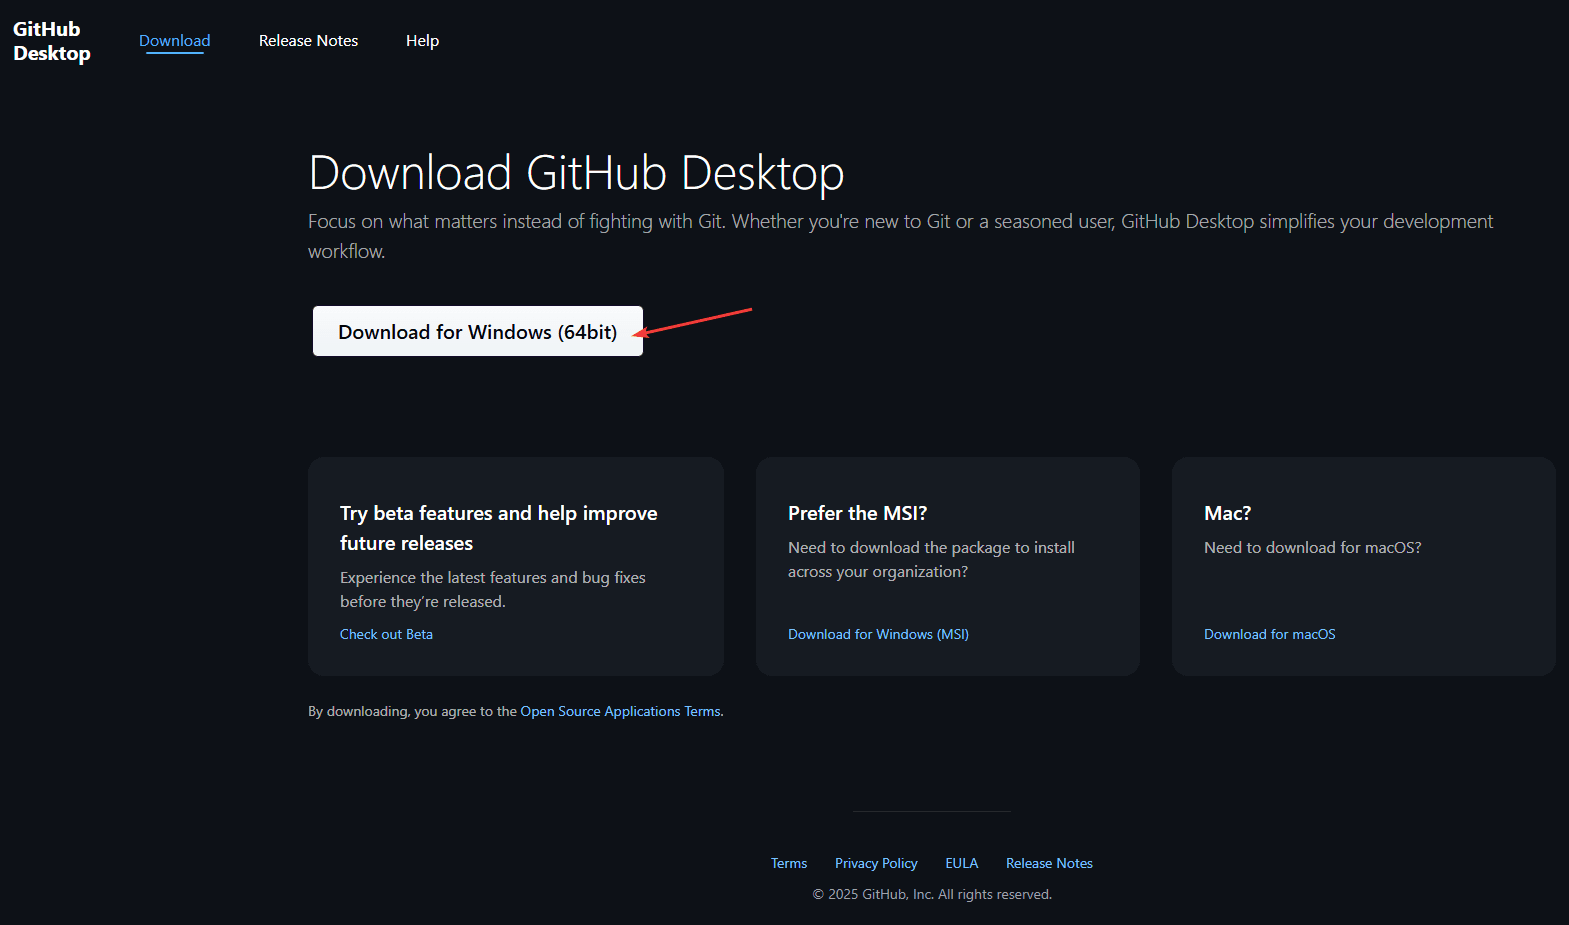 GitHub
Desktop
Download
Release Notes
Help
Download GitHub Desktop
Focus on what matters instead of fighting with Git. Whether you're new to Git or a seasoned user, GitHub Desktop simplifies your development
workflow.
Download for Windows (64bit)
Try beta features and help improve
future releases
Experience the latest features and bug fixes
before they’re released.
Check out Beta
Prefer the MSI?
Need to download the package to install
across your organization?
Download for Windows (MSI)
Mac?
Need to download for macOS?
Download for macOS
By downloading, you agree to the Open Source Applications Terms.
Terms
Privacy Policy
EULA
Release Notes
© 2025 GitHub, Inc. All rights reserved.